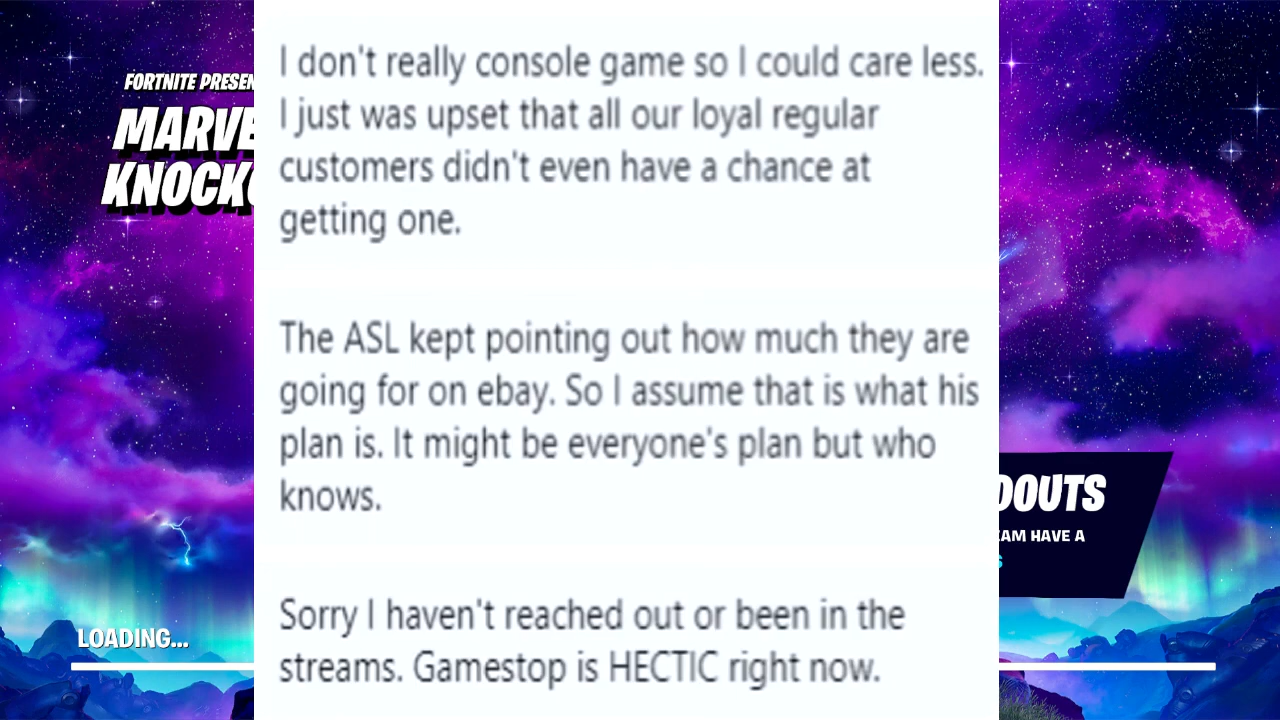 FORTNITE PRESEN
MARVE
KNOCK
I don't really console game so I could care less.
I just was upset that all our loyal regular
customers didn't even have a chance at
getting one.
The ASL kept pointing out how much they are
going for on ebay. So I assume that is what his
plan is. It might be everyone's plan but who
knows.
Sorry I haven't reached out or been in the
streams. Gamestop is HECTIC right now.
OUTS
AM HAVE A
LOADING...